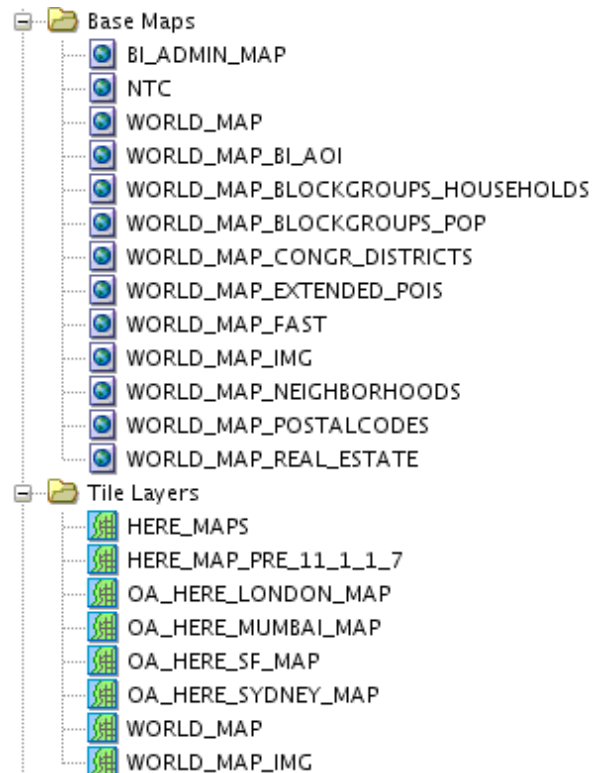 Base Maps
BI_ADMIN_MAP
NTC
WORLD_MAP
WORLD_MAP_BI_AOI
WORLD_MAP_BLOCKGROUPS_HOUSEHOLDS
WORLD_MAP_BLOCKGROUPS_POP
WORLD_MAP_CONGR_DISTRICTS
WORLD_MAP_EXTENDED_POIS
WORLD_MAP_FAST
WORLD_MAP_IMG
WORLD_MAP_NEIGHBORHOODS
WORLD_MAP_POSTALCODES
WORLD_MAP_REAL_ESTATE
Tile Layers
HERE_MAPS
HERE_MAP_PRE_11_1_1_7
OA_HERE_LONDON_MAP
OA_HERE_MUMBAI_MAP
OA_HERE_SF_MAP
OA_HERE_SYDNEY_MAP
WORLD_MAP
WORLD_MAP_IMG